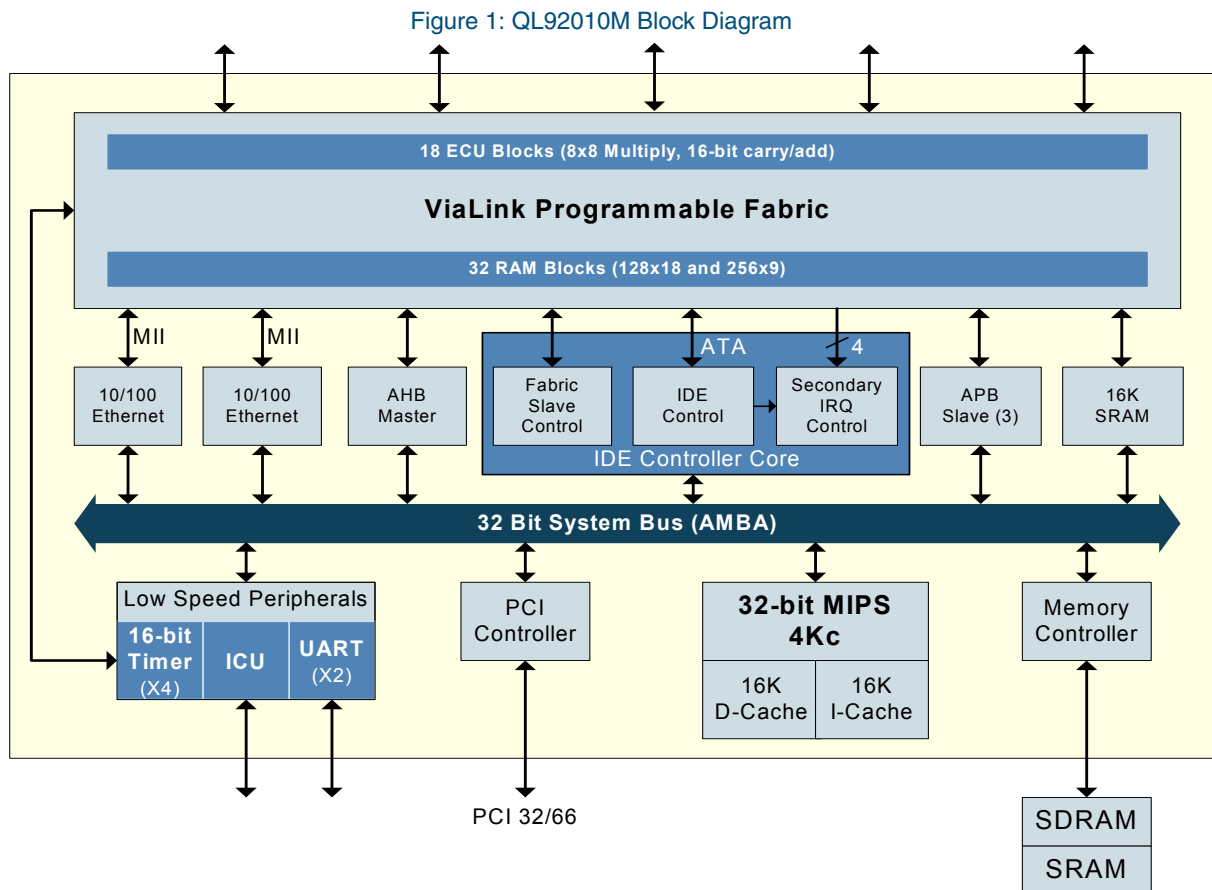 Figure 1: QL92010M Block Diagram
18 ECU Blocks (8x8 Multiply, 16-bit carry/add)
ViaLink Programmable Fabric
32 RAM Blocks (128x18 and 256x9)
MII
MII
ATA
4
10/100
Ethernet
10/100
Ethernet
AHB
Master
Fabric
Slave
Control
IDE
Control
Secondary
IRQ
Control
APB
Slave (3)
16K
SRAM
IDE Controller Core
32 Bit System Bus (AMBA)
Low Speed Peripherals
16-bit
Timer
(X4)
ICU
UART
(X2)
PCI
Controller
32-bit MIPS
4Kc
16K
D-Cache
16K
I-Cache
Memory
Controller
PCI 32/66
SDRAM
SRAM